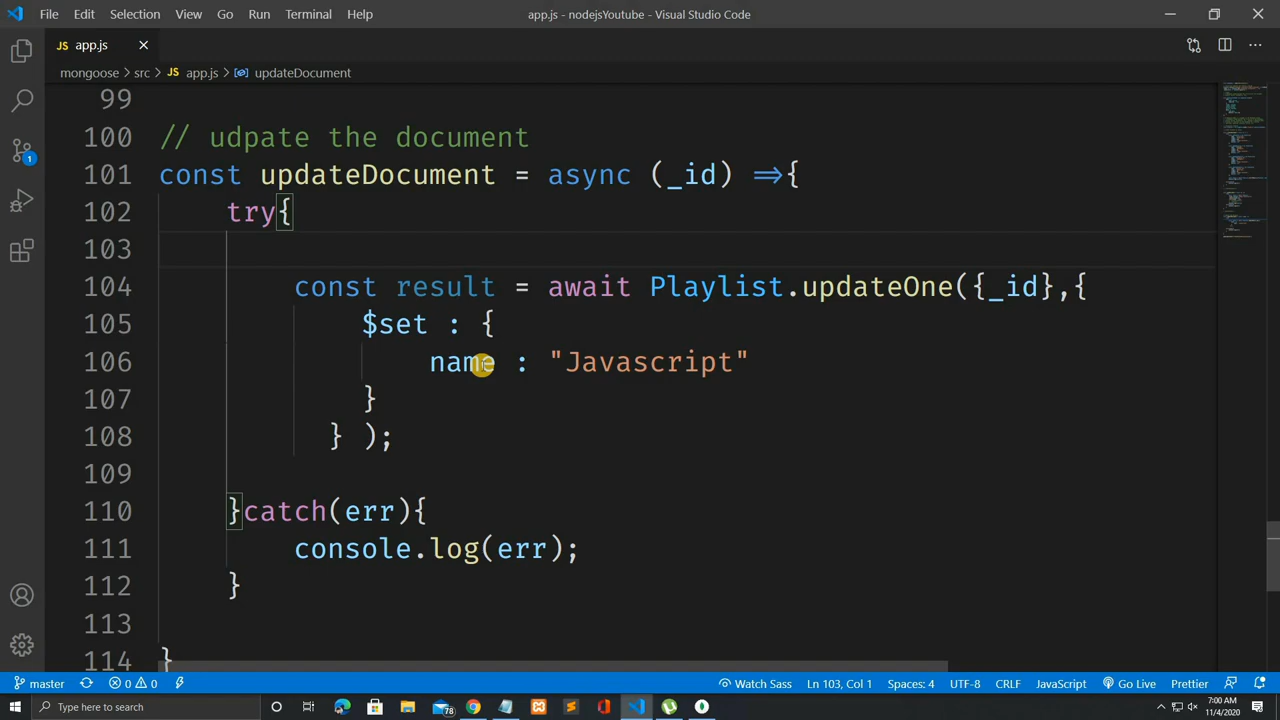 File Edit Selection View Go Run Terminal Help app.js - nodejsYoutube - Visual Studio Code
JS app.js
mongoose > src > JS app.js > updateDocument
99
100 // udpate the document
101 const updateDocument = async (_id) =>{
102 try{
103
104 const result = await Playlist.updateOne({_id},{
105 $set : {
106 name : "Javascript"
107 }
108 } );
109
110 }catch(err){
111 console.log(err);
112 }
113
114 }
master 0 0 Watch Sass Ln 103, Col 1 Spaces: 4 UTF-8 CRLF JavaScript Go Live Prettier
Type here to search 78 7:00 AM
11/4/2020
1